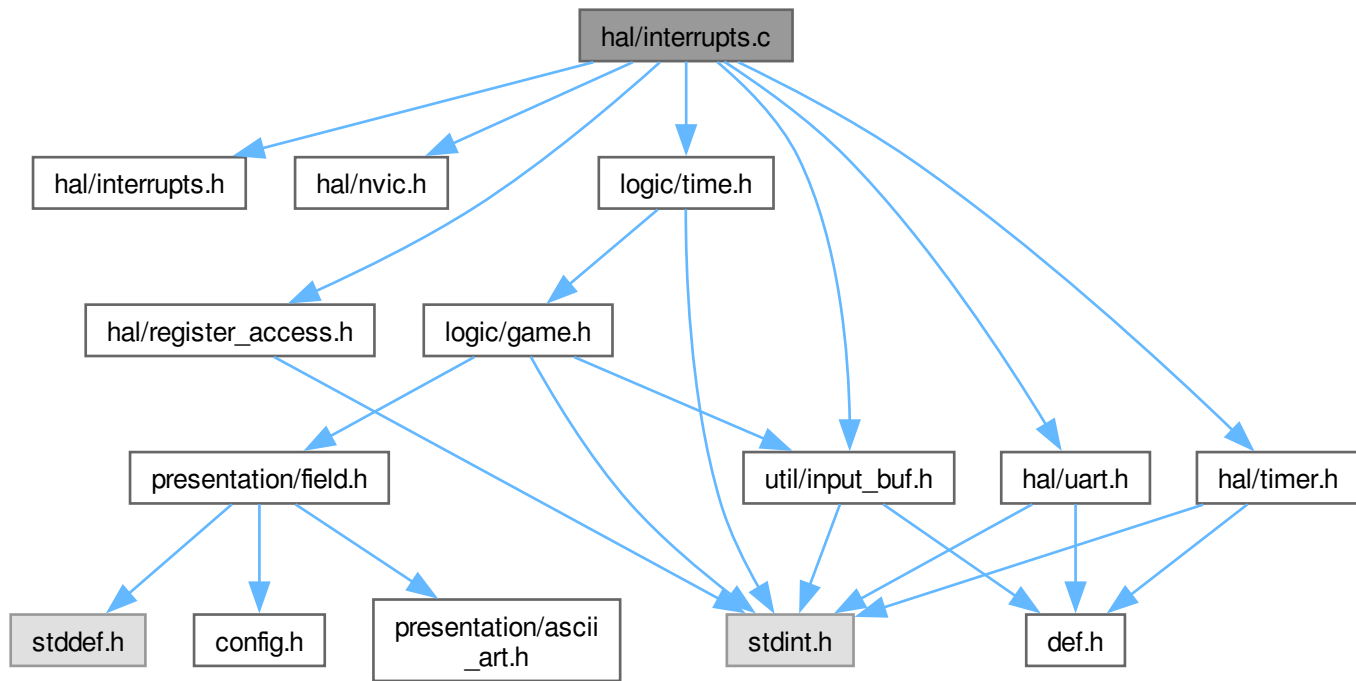 hal/interrupts.c
hal/interrupts.h
hal/nvic.h
logic/time.h
hal/register_access.h
logic/game.h
presentation/field.h
util/input_buf.h
hal/uart.h
hal/timer.h
stddef.h
config.h
presentation/ascii
_art.h
stdint.h
def.h